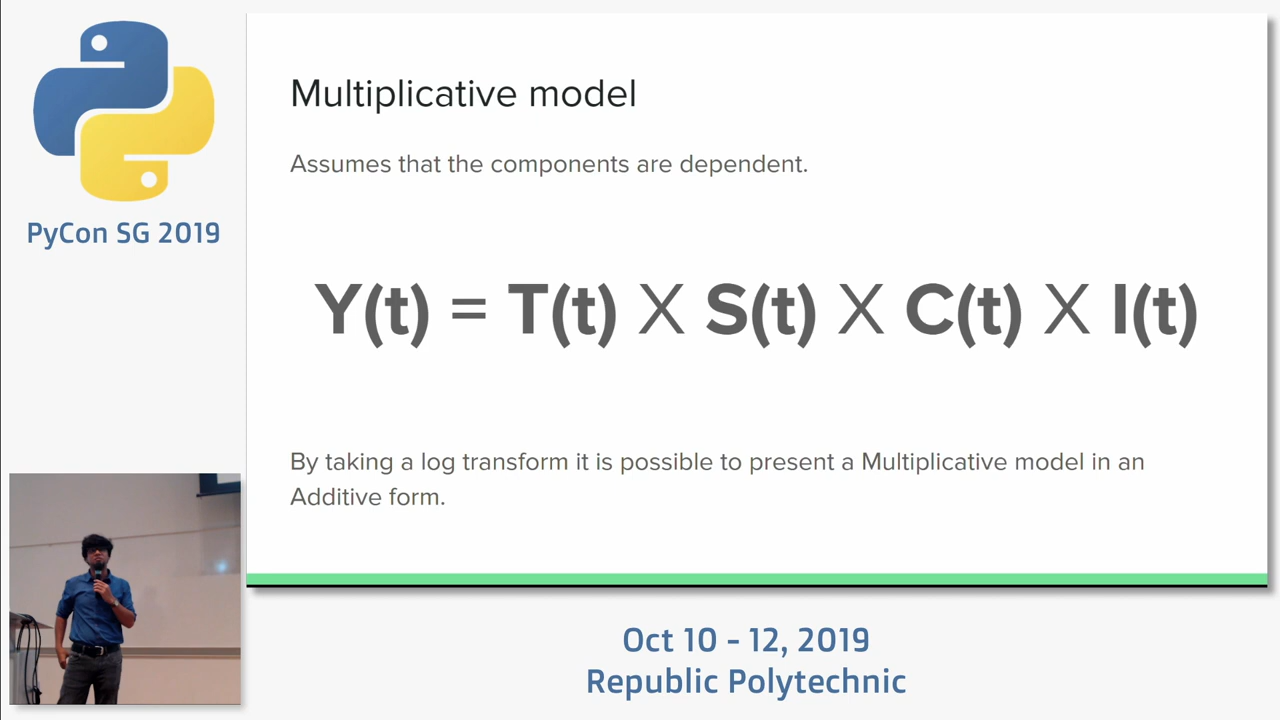 PyCon SG 2019
Multiplicative model
Assumes that the components are dependent.
Y(t) = T(t) X S(t) X C(t) X I(t)
By taking a log transform it is possible to present a Multiplicative model in an
Additive form.
Oct 10 - 12, 2019
Republic Polytechnic